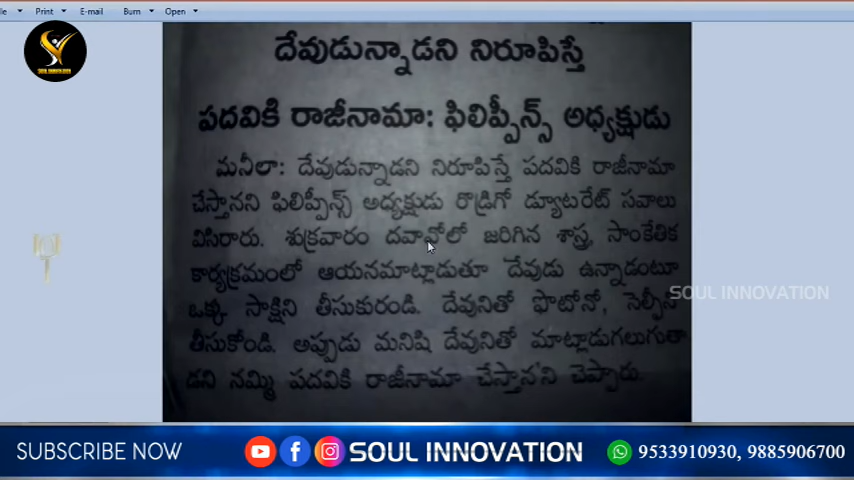 le Print E-mail Burn Open
దేవుడున్నాడని నిరూపిస్తే
పదవికి రాజీనామా: ఫిలిప్పీన్స్ అధ్యక్షుడు
మనీలా: దేవుడున్నాడని నిరూపిస్తే పదవికి రాజీనామా
చేస్తానని ఫిలిప్పీన్స్ అధ్యక్షుడు రొడ్రిగో డ్యూటరేట్ సవాలు
విసిరారు. శుక్రవారం దవావోలో జరిగిన శాస్త్ర, సాంకేతిక
కార్యక్రమంలో ఆయనమాట్లాడుతూ 'దేవుడు ఉన్నాడంటూ
ఒక్క సాక్షిని తీసుకురండి. దేవునితో ఫొటోనో, సెల్ఫీనో
తీసుకోండి. అప్పుడు మనిషి దేవునితో మాట్లాడుగలుగుతా
డని నమ్మి పదవికి రాజీనామా చేస్తాన'ని చెప్పారు.
SOUL INNOVATION
SUBSCRIBE NOW SOUL INNOVATION 9533910930, 9885906700